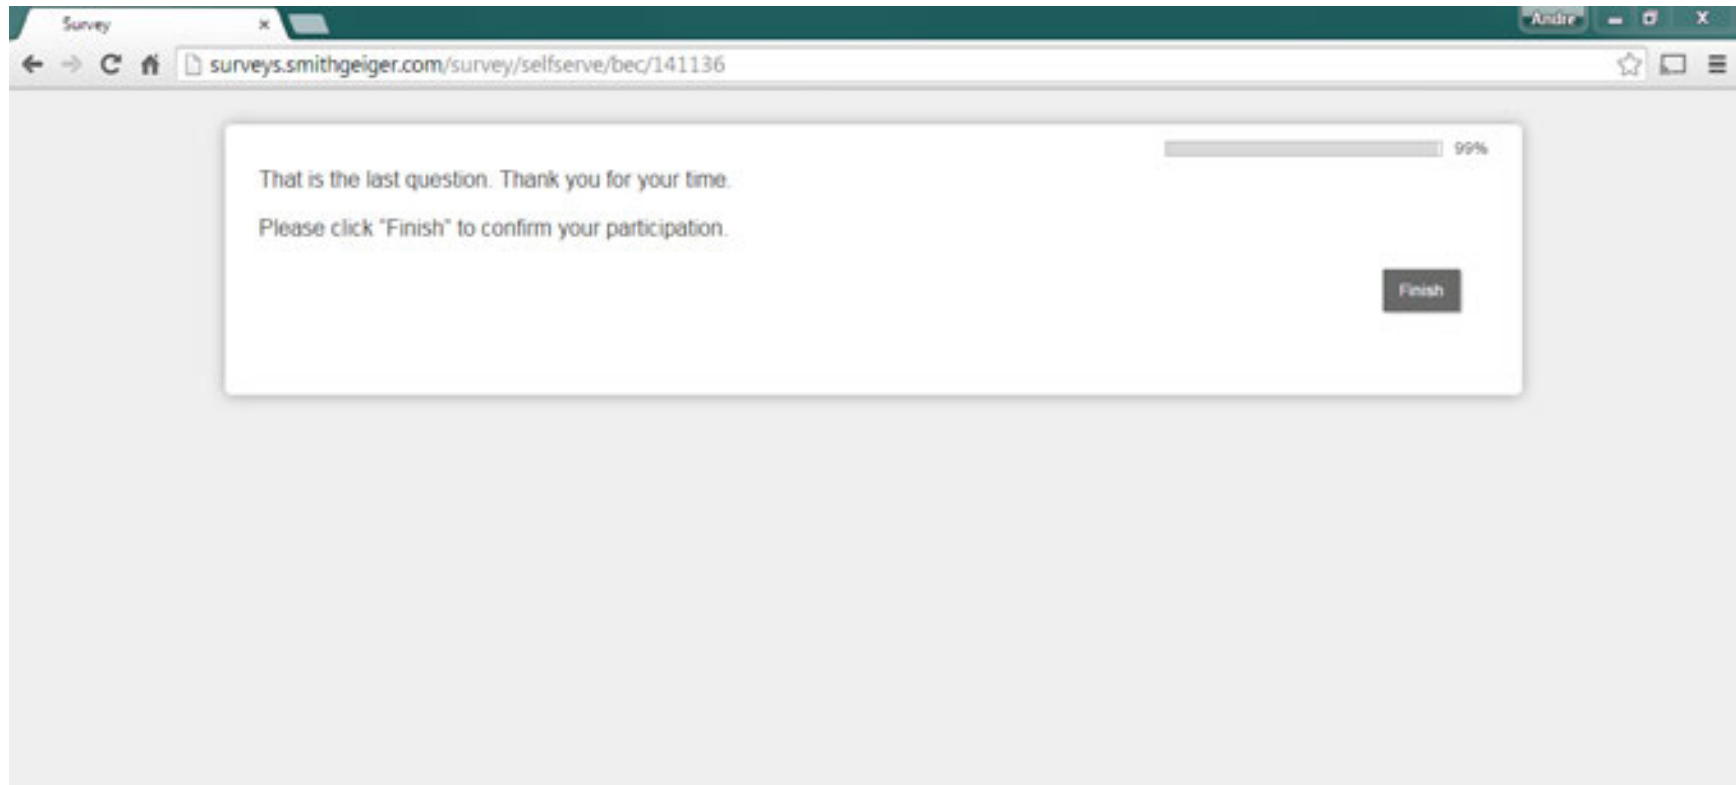 Survey
Andre
surveys.smithgeiger.com/survey/selfserve/bec/141136
99%
That is the last question. Thank you for your time.
Please click "Finish" to confirm your participation.
Finish